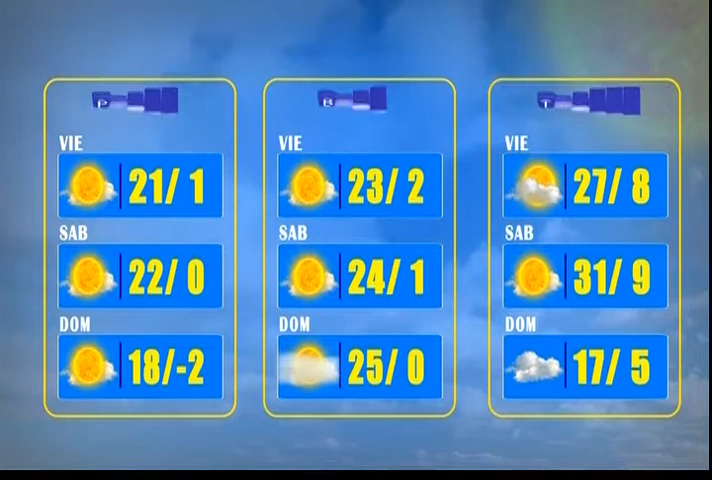 P
VIE
21/ 1
SAB
22/ 0
DOM
18/-2
B
VIE
23/ 2
SAB
24/ 1
DOM
25/ 0
T
VIE
27/ 8
SAB
31/ 9
DOM
17/ 5